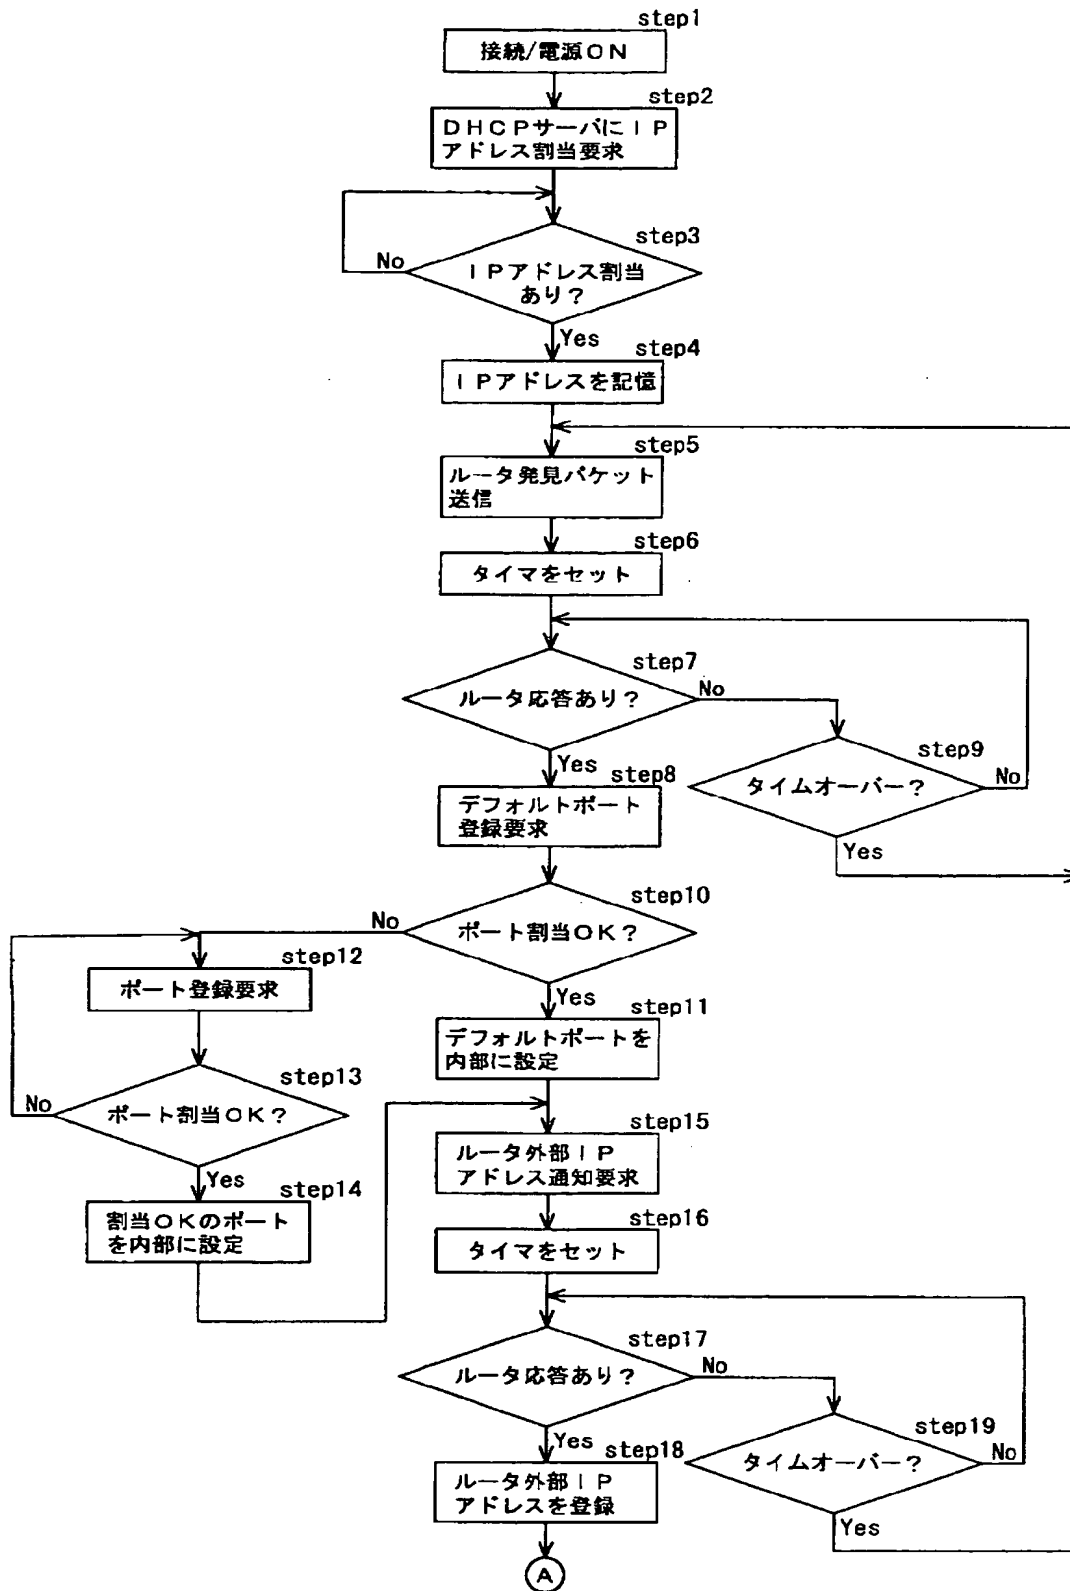 step1
接続/電源ON
step2
DHCPサーバにIP
アドレス割当要求
step3
No
IPアドレス割当
あり?
Yes
step4
IPアドレスを記憶
step5
ルータ発見パケット
送信
step6
タイマをセット
step7
ルータ応答あり?
No
step9
タイムオーバー?
No
Yes
Yes
step8
デフォルトポート
登録要求
step10
No
ポート割当OK?
step12
ポート登録要求
Yes
step11
デフォルトポートを
内部に設定
step13
No
ポート割当OK?
Yes
step14
割当OKのポート
を内部に設定
step15
ルータ外部IP
アドレス通知要求
step16
タイマをセット
step17
ルータ応答あり?
No
step19
タイムオーバー?
No
Yes
Yes
step18
ルータ外部IP
アドレスを登録
A